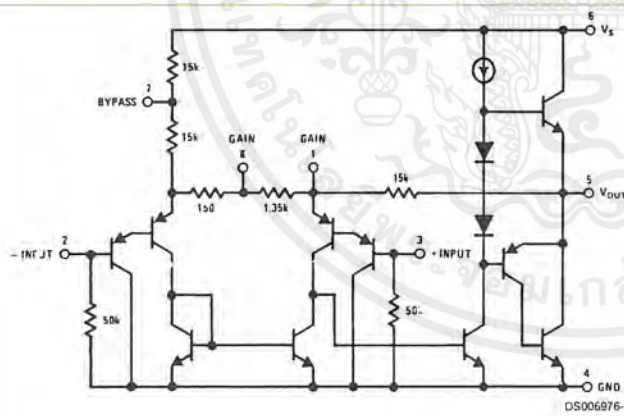 6
Vs
15k
7
BYPASS
15k
GAIN
8
GAIN
1
15k
5
VOUT
150
1.35k
2
3
+ INPUT
50k
4
GND
DS006976-